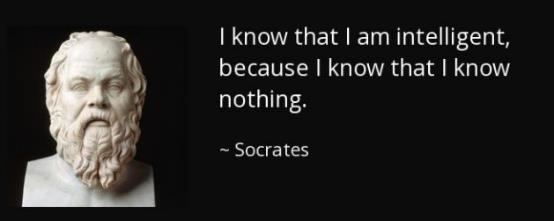 I know that I am intelligent,
because I know that I know
nothing.
~ Socrates